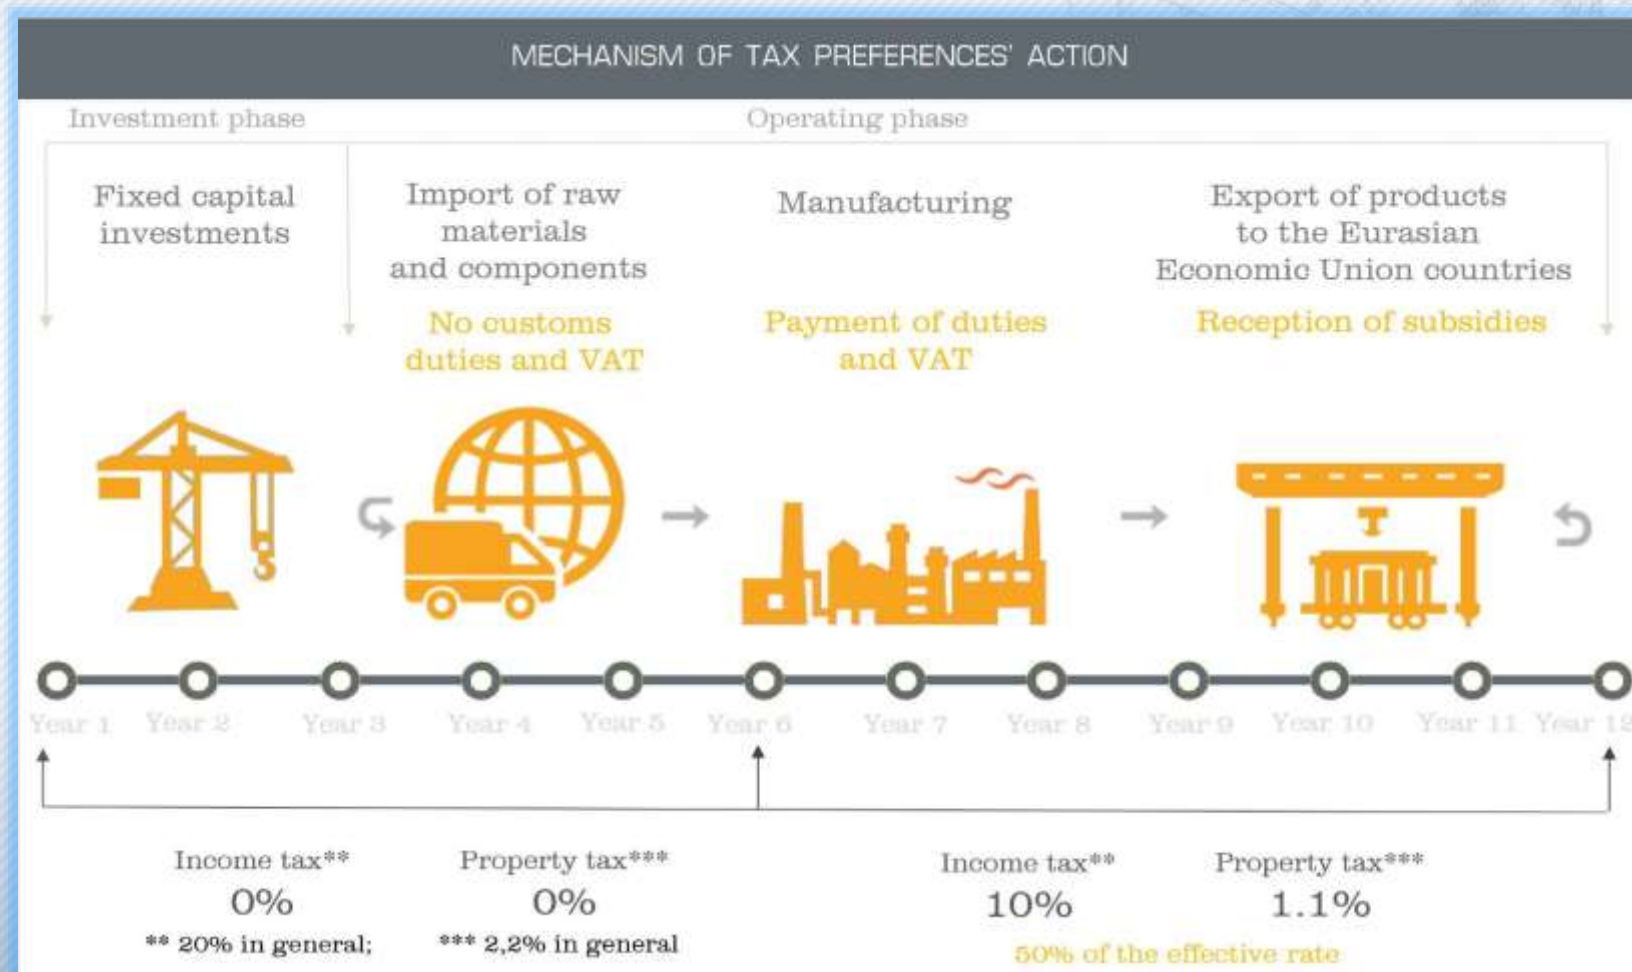 MECHANISM OF TAX PREFERENCES' ACTION
Investment phase
Operating phase
Fixed capital
investments
Import of raw
materials
and components
No customs
duties and VAT
Manufacturing
Payment of duties
and VAT
Export of products
to the Eurasian
Economic Union countries
Reception of subsidies
Year 1 Year 2 Year 3 Year 4 Year 5 Year 6 Year 7 Year 8 Year 9 Year 10 Year 11 Year 12
Income tax**
0%
** 20% in general;
Property tax***
0%
*** 2,2% in general
Income tax**
10%
Property tax***
1.1%
50% of the effective rate